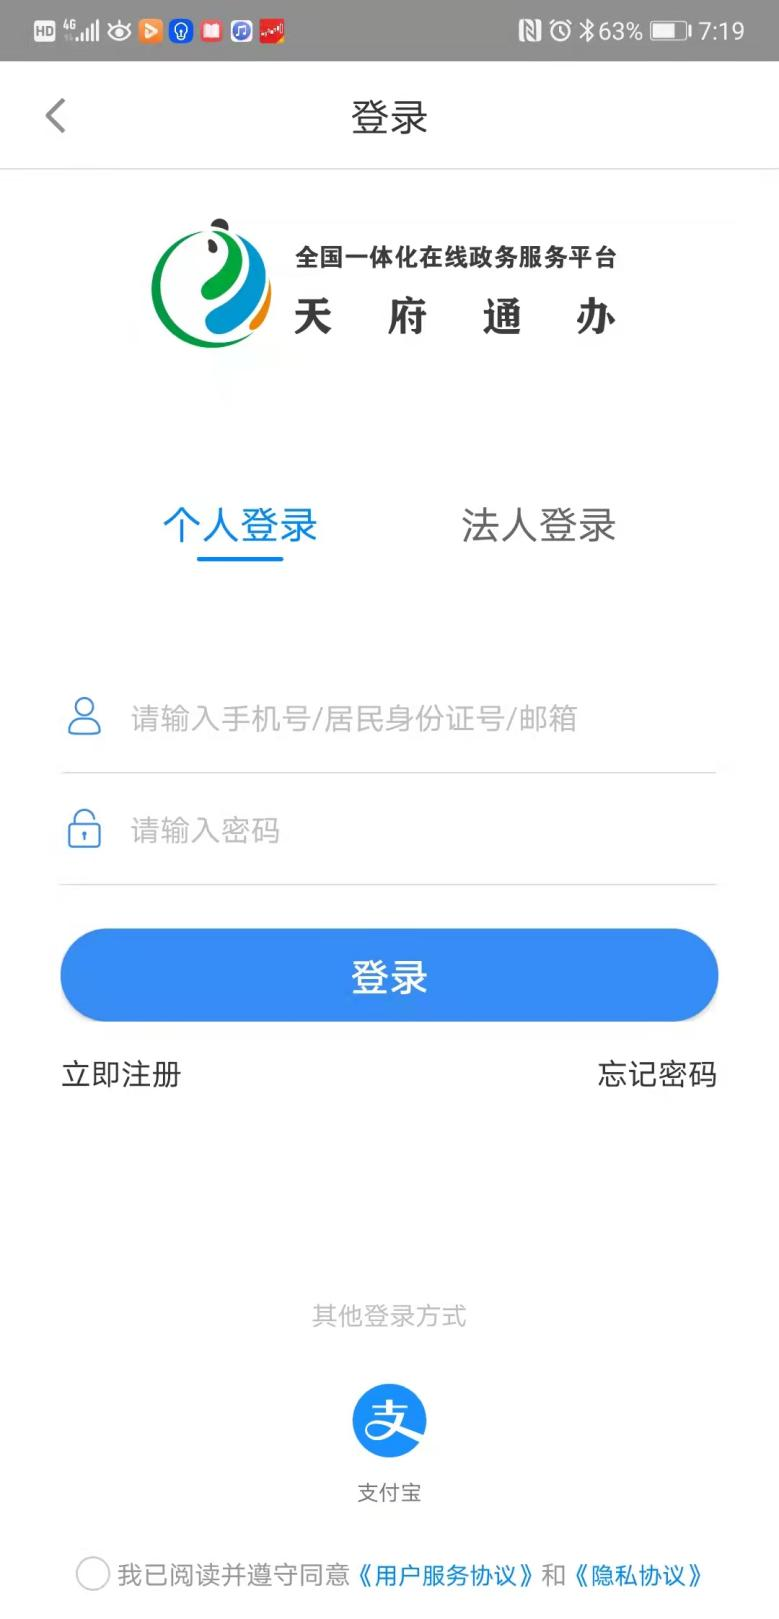 HD 4G 63% 7:19
登录
全国一体化在线政务服务平台
天府通办
个人登录 法人登录
请输入手机号/居民身份证号/邮箱
请输入密码
登录
立即注册 忘记密码
其他登录方式
支
支付宝
我已阅读并遵守同意《用户服务协议》和《隐私协议》